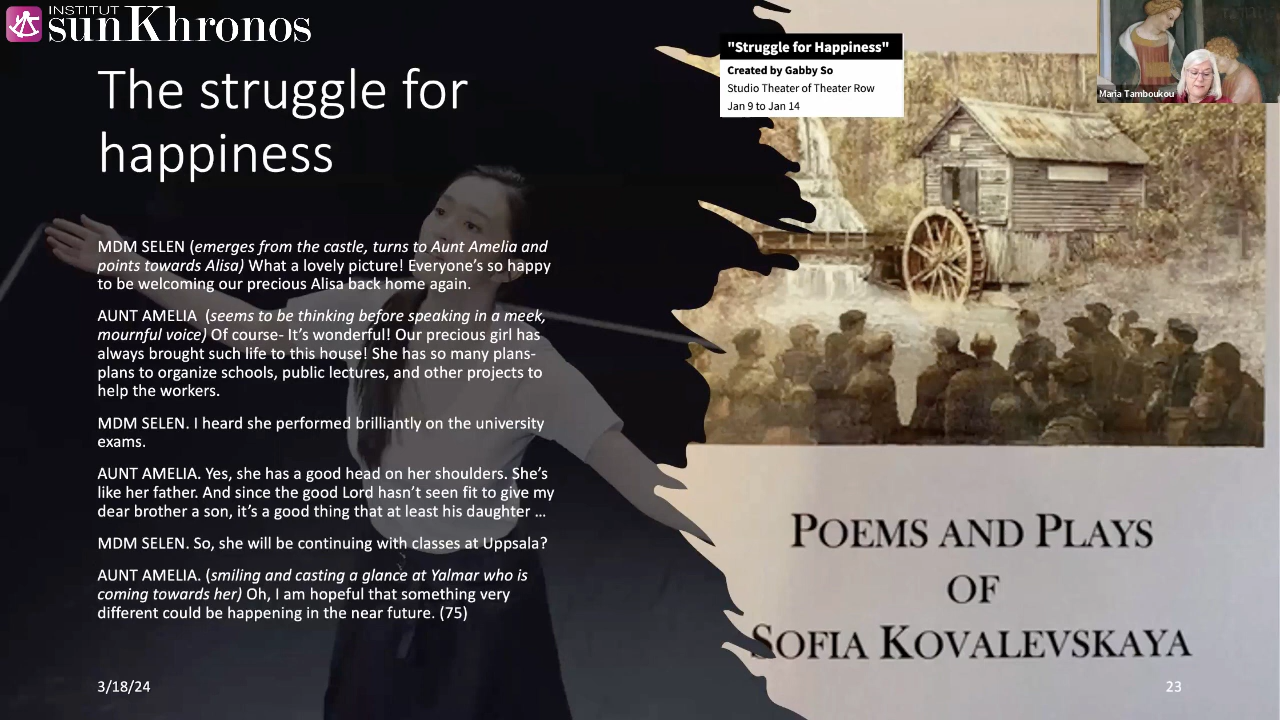 INSTITUT
sunKhronos
The struggle for
happiness
"Struggle for Happiness"
Created by Gabby So
Studio Theater of Theater Row
Jan 9 to Jan 14
Maria Tamboukou
MDM SELEN (emerges from the castle, turns to Aunt Amelia and
points towards Alisa) What a lovely picture! Everyone's so happy
to be welcoming our precious Alisa back home again.
AUNT AMELIA (seems to be thinking before speaking in a meek,
mournful voice) Of course- It's wonderful! Our precious girl has
always brought such life to this house! She has so many plans-
plans to organize schools, public lectures, and other projects to
help the workers.
MDM SELEN. I heard she performed brilliantly on the university
exams.
AUNT AMELIA. Yes, she has a good head on her shoulders. She's
like her father. And since the good Lord hasn't seen fit to give my
dear brother a son, it's a good thing that at least his daughter …
MDM SELEN. So, she will be continuing with classes at Uppsala?
AUNT AMELIA. (smiling and casting a glance at Yalmar who is
coming towards her) Oh, I am hopeful that something very
different could be happening in the near future. (75)
POEMS AND PLAYS
OF
SOFIA KOVALEVSKAYA
3/18/24
23